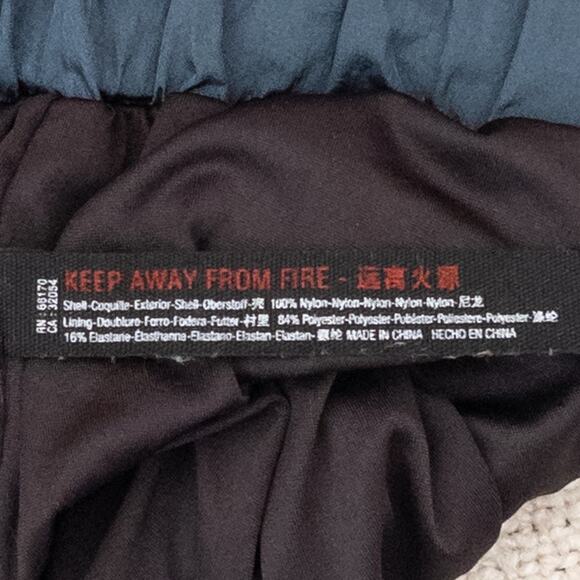 KEEP AWAY FROM FIRE - 远离火源
Shell-Coquille-Exterior-Shell-Oberstoff-壳 100% Nylon-Nylon-Nylon-Nylon-Nylon-尼龙
Lining-Doublure-Forro-Fodera-Futter-衬里 84% Polyester-Polyester-Poliéster-Poliestere-Polyester-涤纶
16% Elastane-Élasthanne-Elastano-Elastan-Elastan-氨纶 MADE IN CHINA HECHO EN CHINA
RN : 66170
CA : 32054